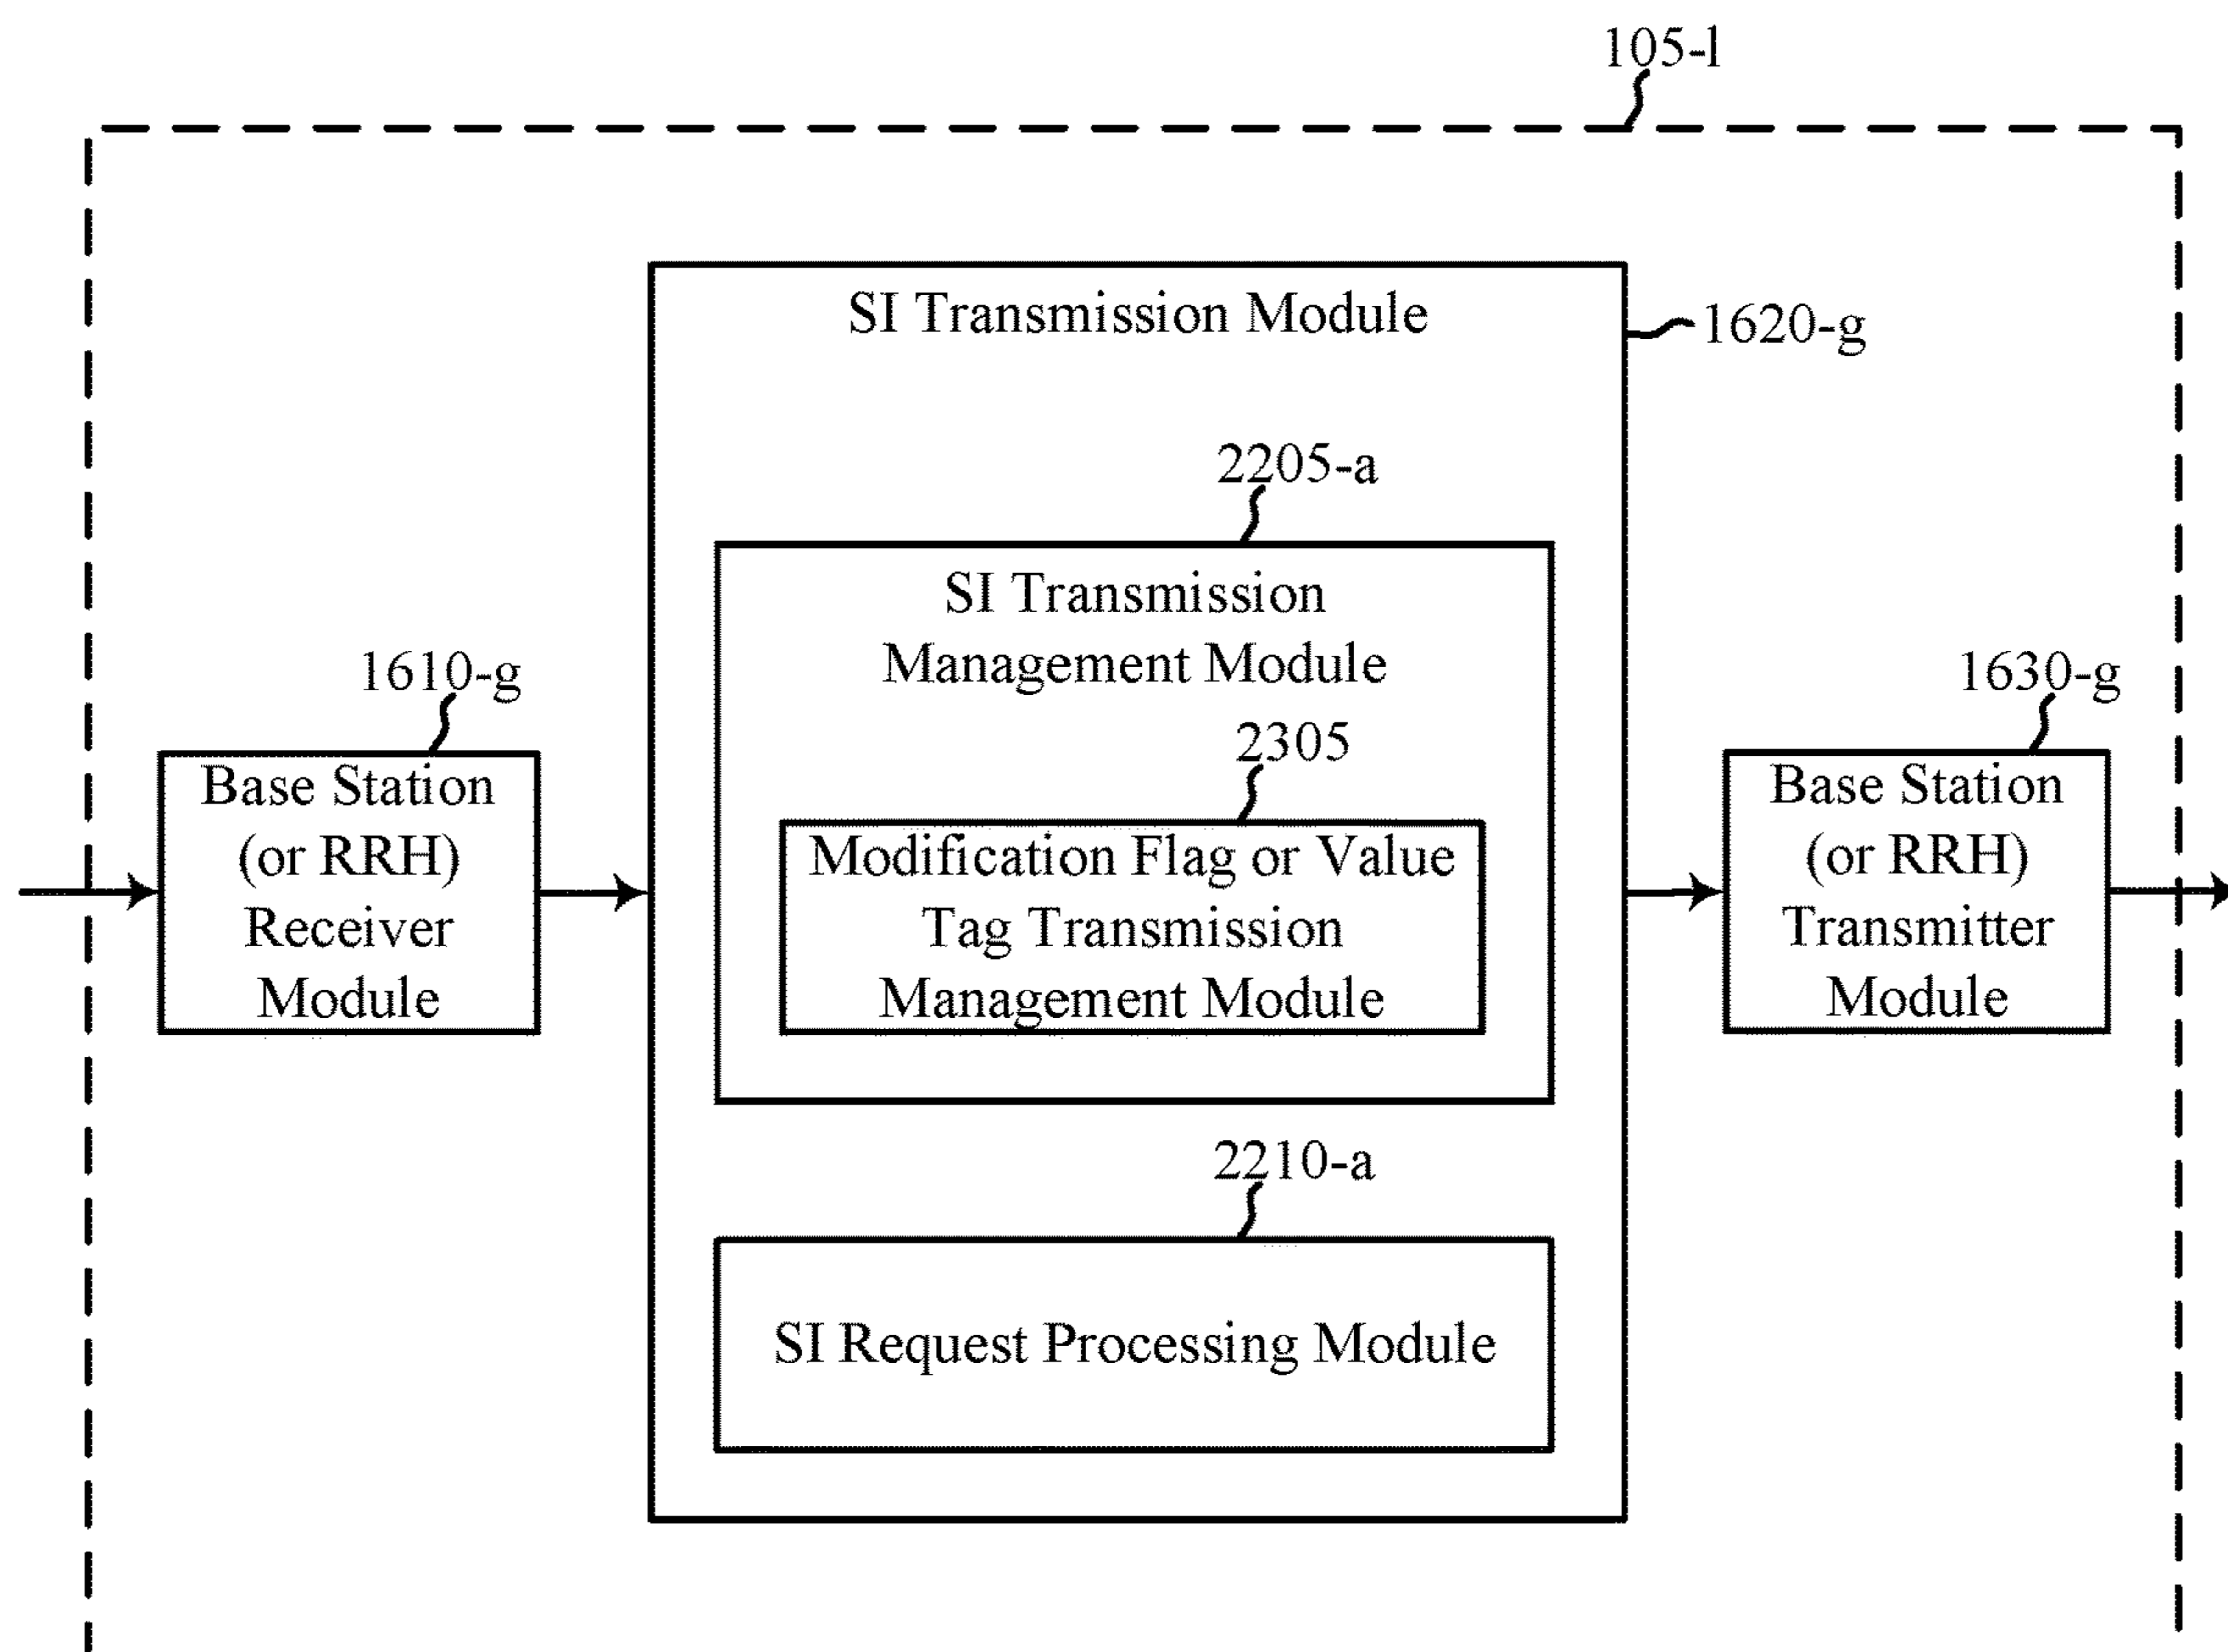 105-l
SI Transmission Module
1620-g
2205-a
SI Transmission
Management Module
1610-g
1630-g
2305
Base Station
(or RRH)
Receiver
Module
Modification Flag or Value
Tag Transmission
Management Module
Base Station
(or RRH)
Transmitter
Module
2210-a
SI Request Processing Module